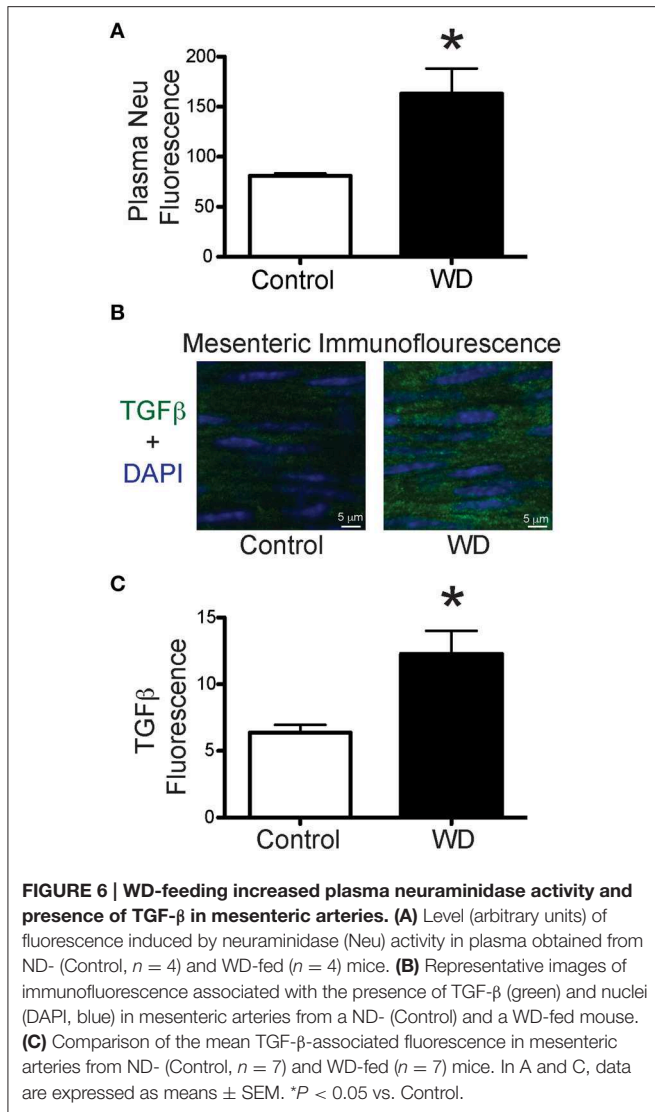 A
*
200
150
100
50
0
Plasma Neu
Fluorescence
Control
WD
B
Mesenteric Immunoflourescence
TGFβ
+
DAPI
5 µm
5 µm
Control
WD
C
*
15
10
5
0
TGFβ
Fluorescence
Control
WD
FIGURE 6 | WD-feeding increased plasma neuraminidase activity and
presence of TGF-β in mesenteric arteries. (A) Level (arbitrary units) of
fluorescence induced by neuraminidase (Neu) activity in plasma obtained from
ND- (Control, n = 4) and WD-fed (n = 4) mice. (B) Representative images of
immunofluorescence associated with the presence of TGF-β (green) and nuclei
(DAPI, blue) in mesenteric arteries from a ND- (Control) and a WD-fed mouse.
(C) Comparison of the mean TGF-β-associated fluorescence in mesenteric
arteries from ND- (Control, n = 7) and WD-fed (n = 7) mice. In A and C, data
are expressed as means ± SEM. *P < 0.05 vs. Control.